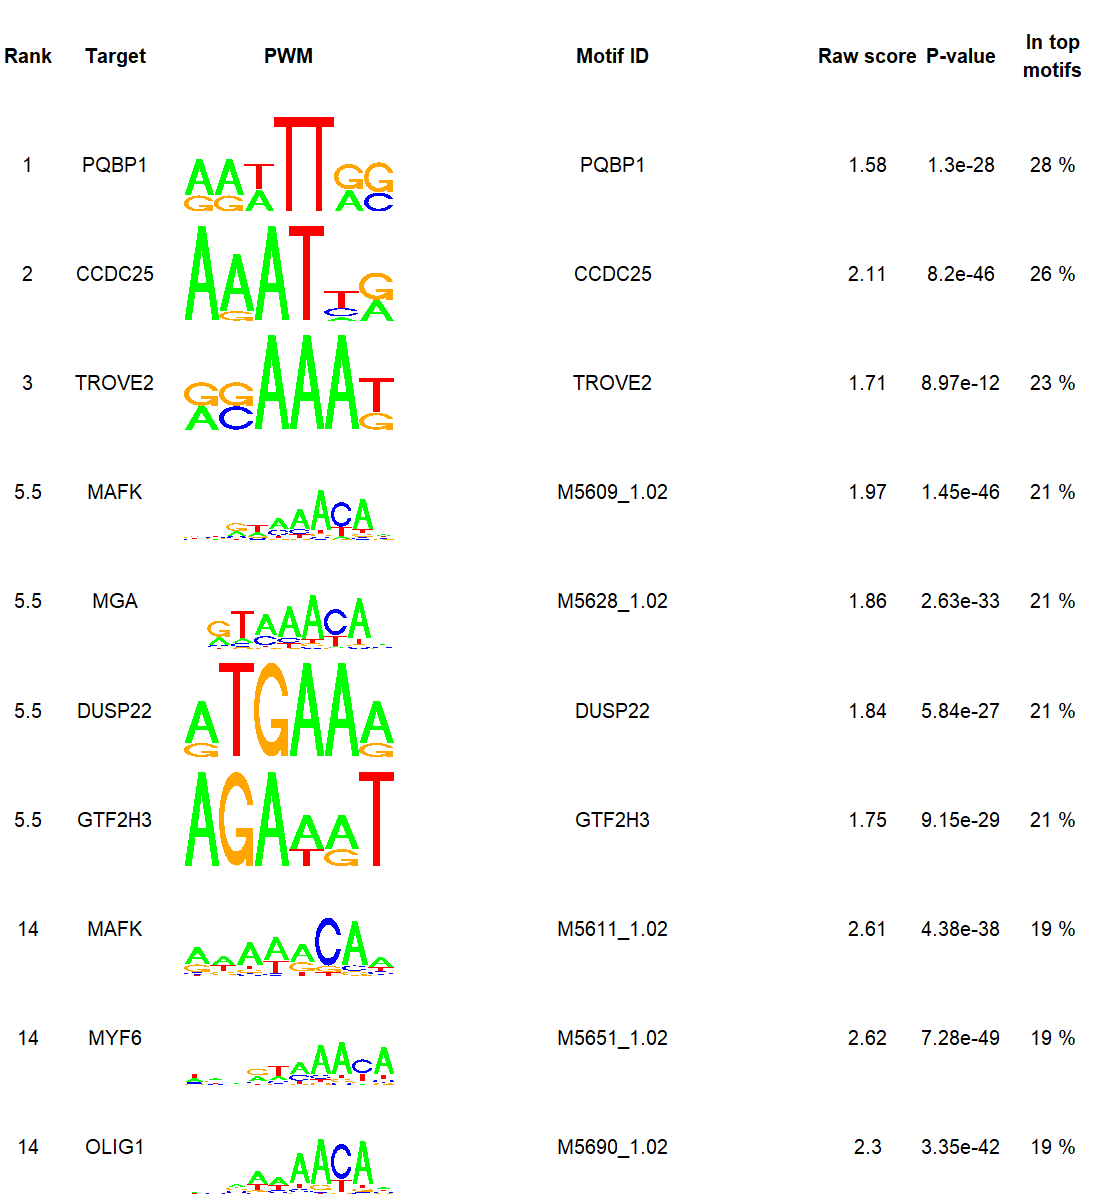 Rank Target PWM Motif ID Raw score P-value In top motifs
1 PQBP1 PQBP1 1.58 1.3e-28 28 %
2 CCDC25 CCDC25 2.11 8.2e-46 26 %
3 TROVE2 TROVE2 1.71 8.97e-12 23 %
5.5 MAFK M5609_1.02 1.97 1.45e-46 21 %
5.5 MGA M5628_1.02 1.86 2.63e-33 21 %
5.5 DUSP22 DUSP22 1.84 5.84e-27 21 %
5.5 GTF2H3 GTF2H3 1.75 9.15e-29 21 %
14 MAFK M5611_1.02 2.61 4.38e-38 19 %
14 MYF6 M5651_1.02 2.62 7.28e-49 19 %
14 OLIG1 M5690_1.02 2.3 3.35e-42 19 %